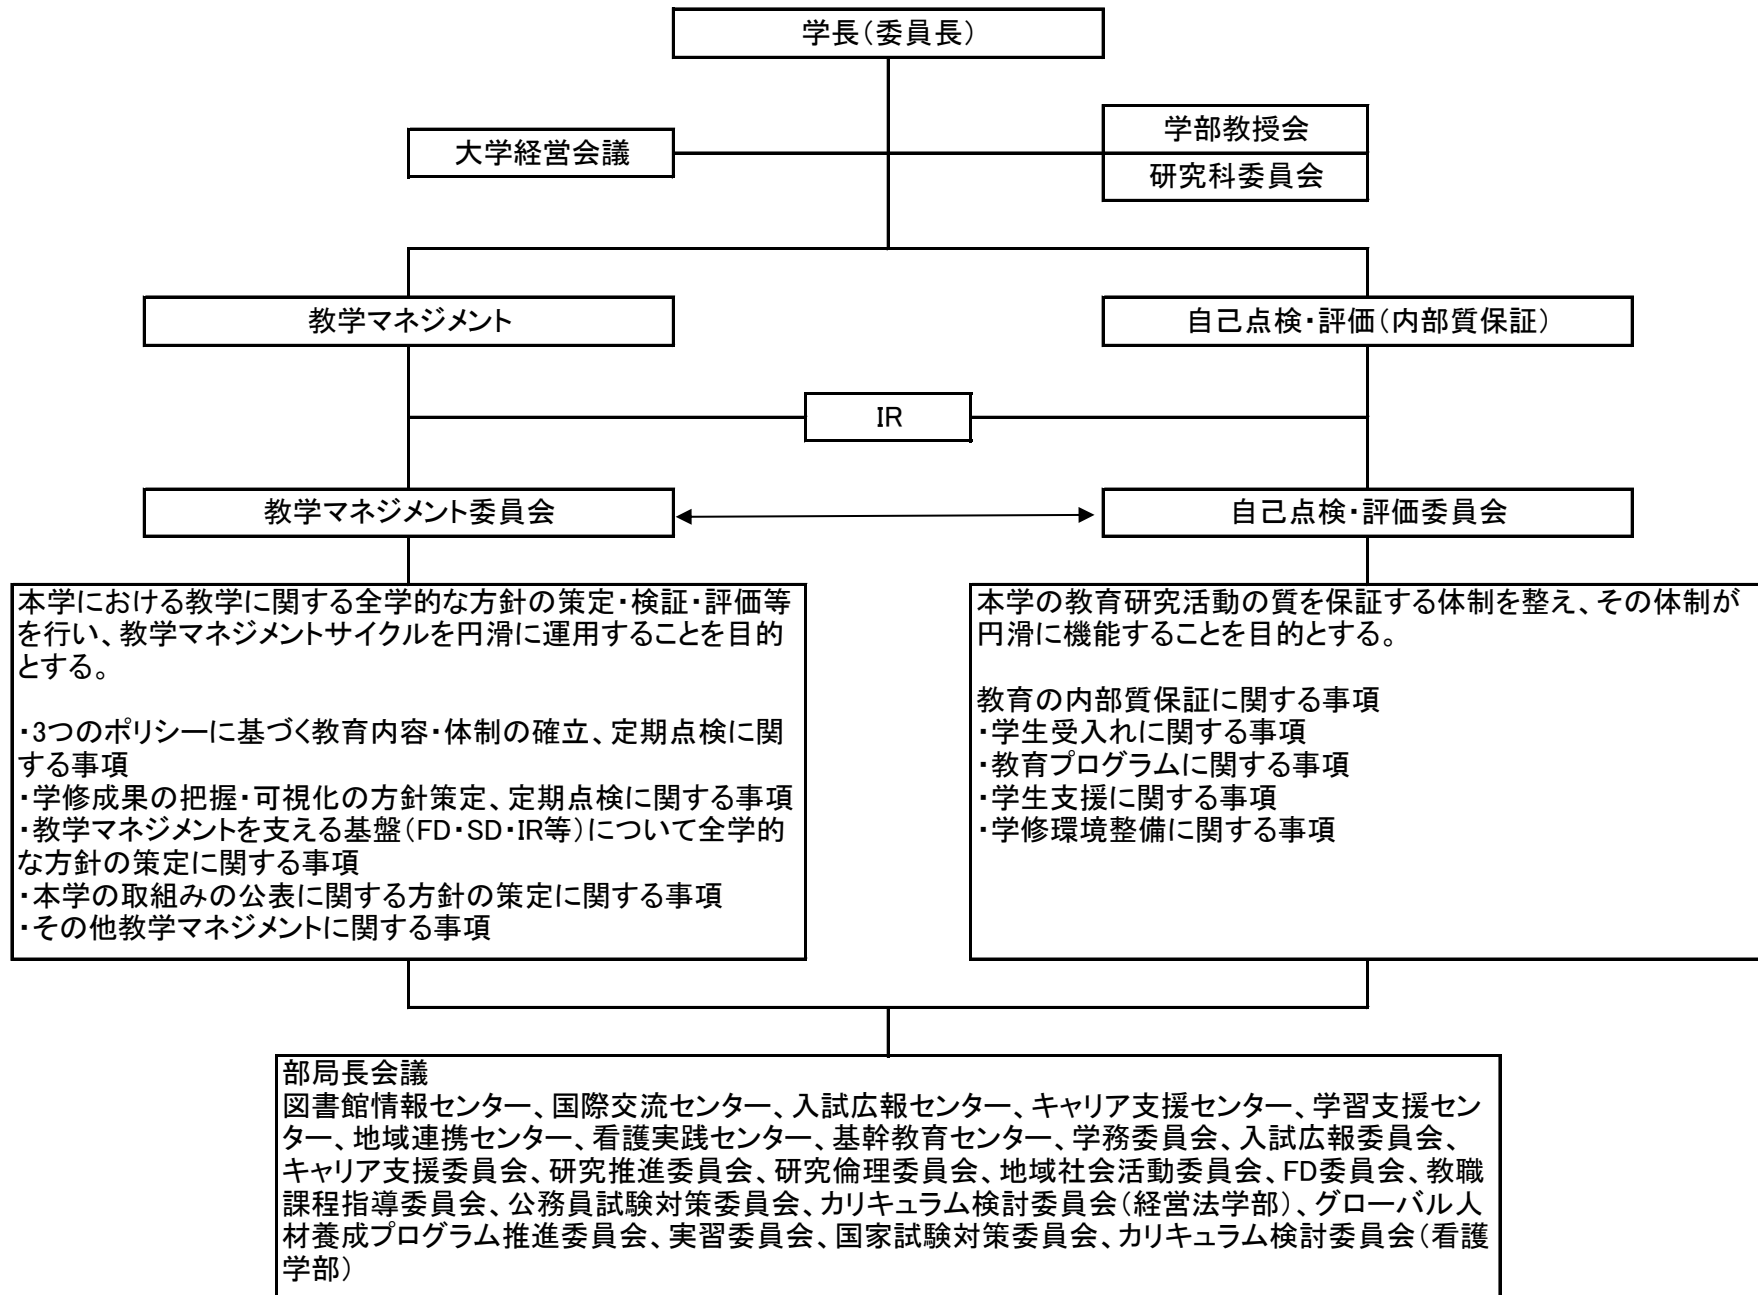 学長（委員長）
学部教授会
大学経営会議
研究科委員会
教学マネジメント
自己点検・評価（内部質保証）
IR
教学マネジメント委員会
自己点検・評価委員会
本学における教学に関する全学的な方針の策定・検証・評価等
を行い、教学マネジメントサイクルを円滑に運用することを目的
とする。
・3つのポリシーに基づく教育内容・体制の確立、定期点検に関
する事項
・学修成果の把握・可視化の方針策定、定期点検に関する事項
・教学マネジメントを支える基盤（FD・SD・IR等）について全学的
な方針の策定に関する事項
・本学の取組みの公表に関する方針の策定に関する事項
・その他教学マネジメントに関する事項
本学の教育研究活動の質を保証する体制を整え、その体制が
円滑に機能することを目的とする。
教育の内部質保証に関する事項
・学生受入れに関する事項
・教育プログラムに関する事項
・学生支援に関する事項
・学修環境整備に関する事項
部局長会議
図書館情報センター、国際交流センター、入試広報センター、キャリア支援センター、学習支援セン
ター、地域連携センター、看護実践センター、基幹教育センター、学務委員会、入試広報委員会、
キャリア支援委員会、研究推進委員会、研究倫理委員会、地域社会活動委員会、FD委員会、教職
課程指導委員会、公務員試験対策委員会、カリキュラム検討委員会（経営法学部）、グローバル人
材養成プログラム推進委員会、実習委員会、国家試験対策委員会、カリキュラム検討委員会（看護
学部）